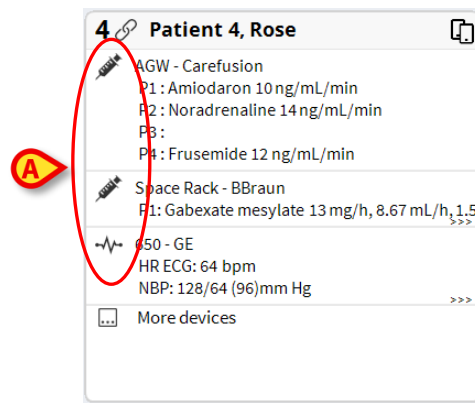 4 Patient 4, Rose
AGW - Carefusion
P1 : Amiodaron 10 ng/mL/min
P2 : Noradrenaline 14 ng/mL/min
P3 :
P4 : Frusemide 12 ng/mL/min
A
Space Rack - BBraun
P1: Gabexate mesylate 13 mg/h, 8.67 mL/h, 1.5
>>>
650 - GE
HR ECG: 64 bpm
NBP: 128/64 (96)mm Hg
>>>
... More devices